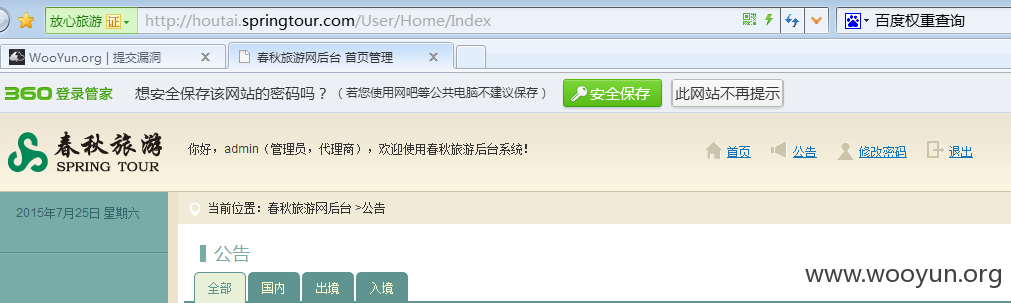 放心旅游 证 http://houtai.springtour.com/User/Home/Index 百度权重查询
WooYun.org | 提交漏洞 春秋旅游网后台 首页管理
360 登录管家 想安全保存该网站的密码吗？（若您使用网吧等公共电脑不建议保存） 安全保存 此网站不再提示
春秋旅游
SPRING TOUR
你好，admin（管理员，代理商），欢迎使用春秋旅游后台系统！ 首页 公告 修改密码 退出
2015年7月25日 星期六
当前位置：春秋旅游网后台 >公告
公告
全部 国内 出境 入境
www.wooyun.org